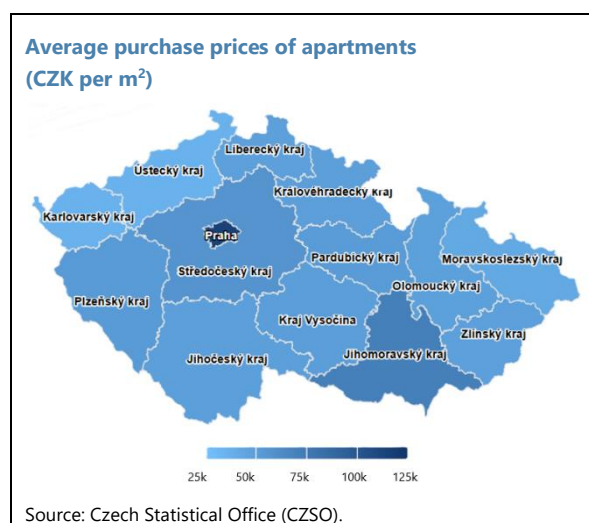 Average purchase prices of apartments
(CZK per m²)
Liberecký kraj
Ústecký kraj
Královéhradecký kraj
Karlovarský kraj
Praha
Středočeský kraj
Pardubický kraj
Moravskoslezský kraj
Olomoucký kraj
Plzeňský kraj
Kraj Vysočina
Zlínský kraj
Jihočeský kraj
Jihomoravský kraj
25k 50k 75k 100k 125k
Source: Czech Statistical Office (CZSO).